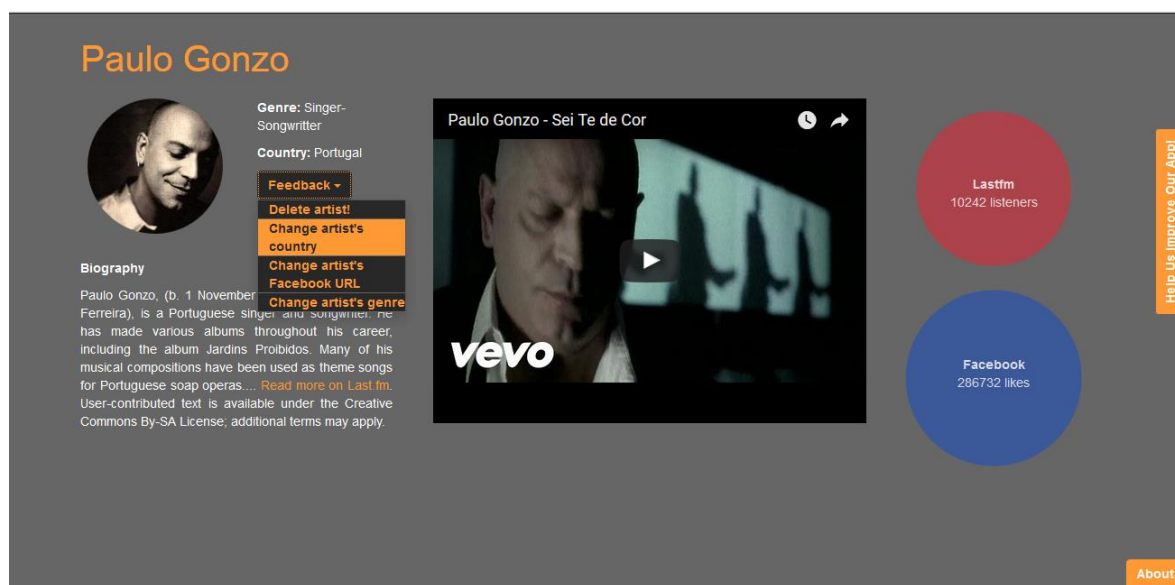 Paulo Gonzo
Genre: Singer-
Songwritter
Country: Portugal
Feedback
Delete artist!
Change artist's
country
Change artist's
Facebook URL
Change artist's genre
Biography
Paulo Gonzo, (b. 1 November
Ferreira), is a Portuguese singer and songwriter. He
has made various albums throughout his career,
including the album Jardins Proibidos. Many of his
musical compositions have been used as theme songs
for Portuguese soap operas.... Read more on Last.fm.
User-contributed text is available under the Creative
Commons By-SA License; additional terms may apply.
Paulo Gonzo - Sei Te de Cor
vevo
Lastfm
10242 listeners
Facebook
286732 likes
Help Us Improve Our App!
About